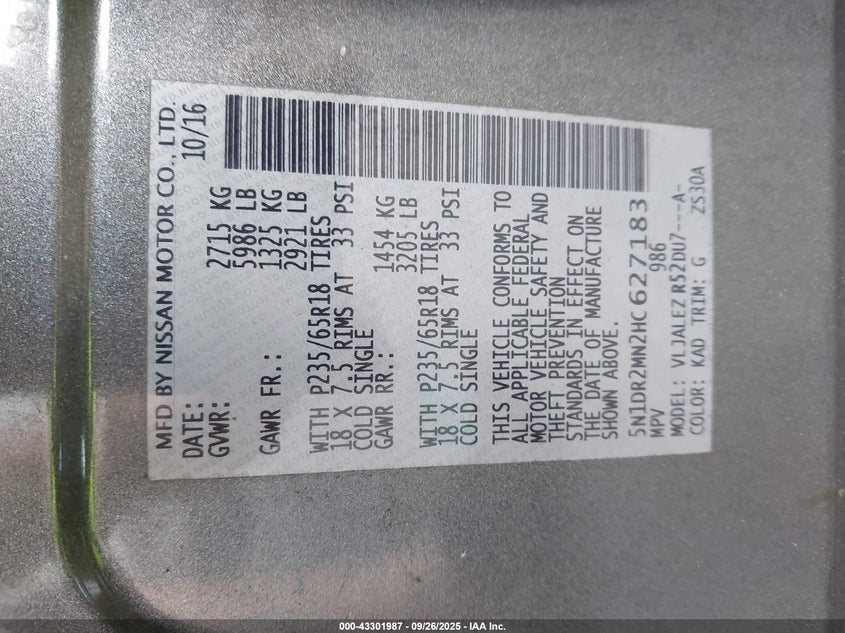 MFD BY NISSAN MOTOR CO., LTD.
DATE: 10/16
GVWR: 2715 KG
5986 LB
GAWR FR.: 1325 KG
2921 LB
WITH P235/65R18 TIRES
18 X 7.5 RIMS AT 33 PSI
COLD SINGLE
GAWR RR.: 1454 KG
3205 LB
WITH P235/65R18 TIRES
18 X 7.5 RIMS AT 33 PSI
COLD SINGLE
THIS VEHICLE CONFORMS TO
ALL APPLICABLE FEDERAL
MOTOR VEHICLE SAFETY AND
THEFT PREVENTION
STANDARDS IN EFFECT ON
THE DATE OF MANUFACTURE
SHOWN ABOVE.
5N1DR2MN2HC627183
MPV 986
MODEL: VLJALEZ R52DU7---A-
COLOR: KAD TRIM: G ZS30A
000-43301987 - 09/26/2025 - IAA Inc.